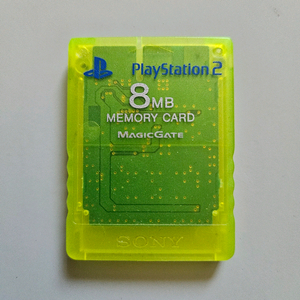 PlayStation 2
8MB
MEMORY CARD
MAGICGATE
SONY